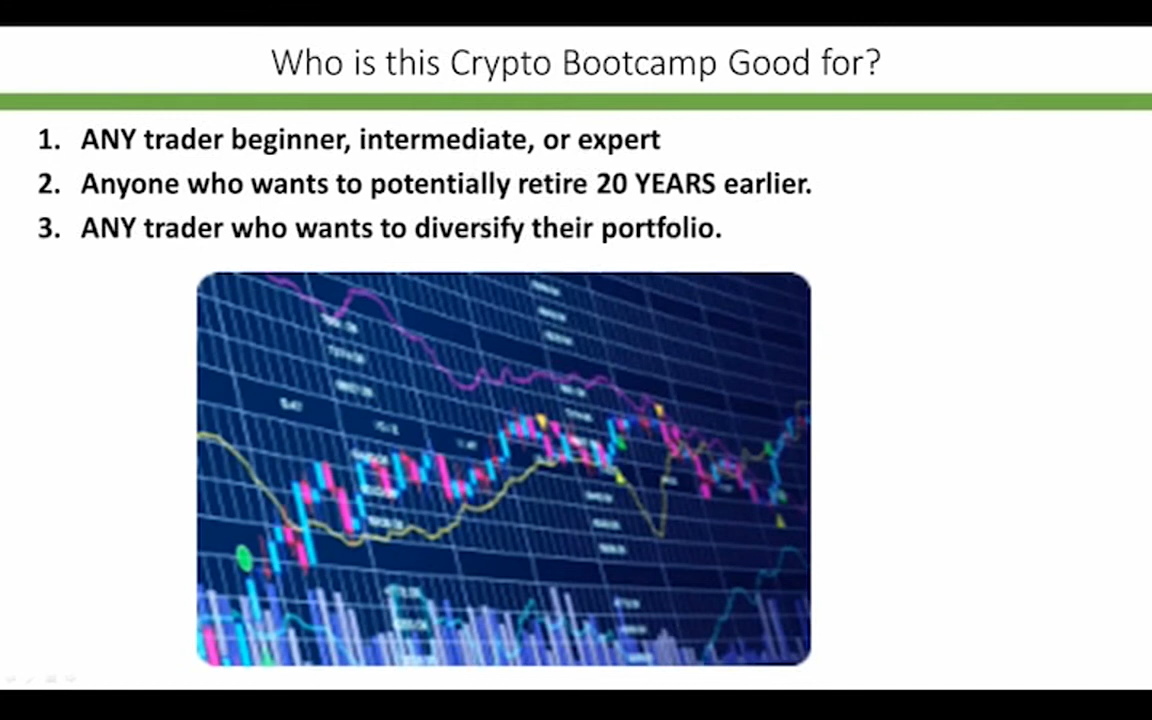 Who is this Crypto Bootcamp Good for?
1. ANY trader beginner, intermediate, or expert
2. Anyone who wants to potentially retire 20 YEARS earlier.
3. ANY trader who wants to diversify their portfolio.